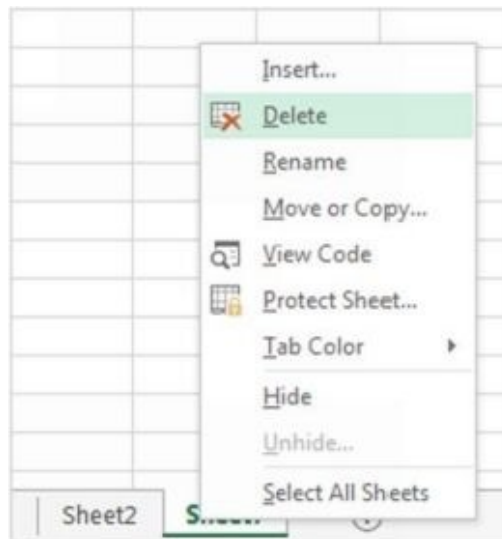 Insert...
Delete
Rename
Move or Copy...
View Code
Protect Sheet...
Tab Color
Hide
Unhide...
Select All Sheets
Sheet2